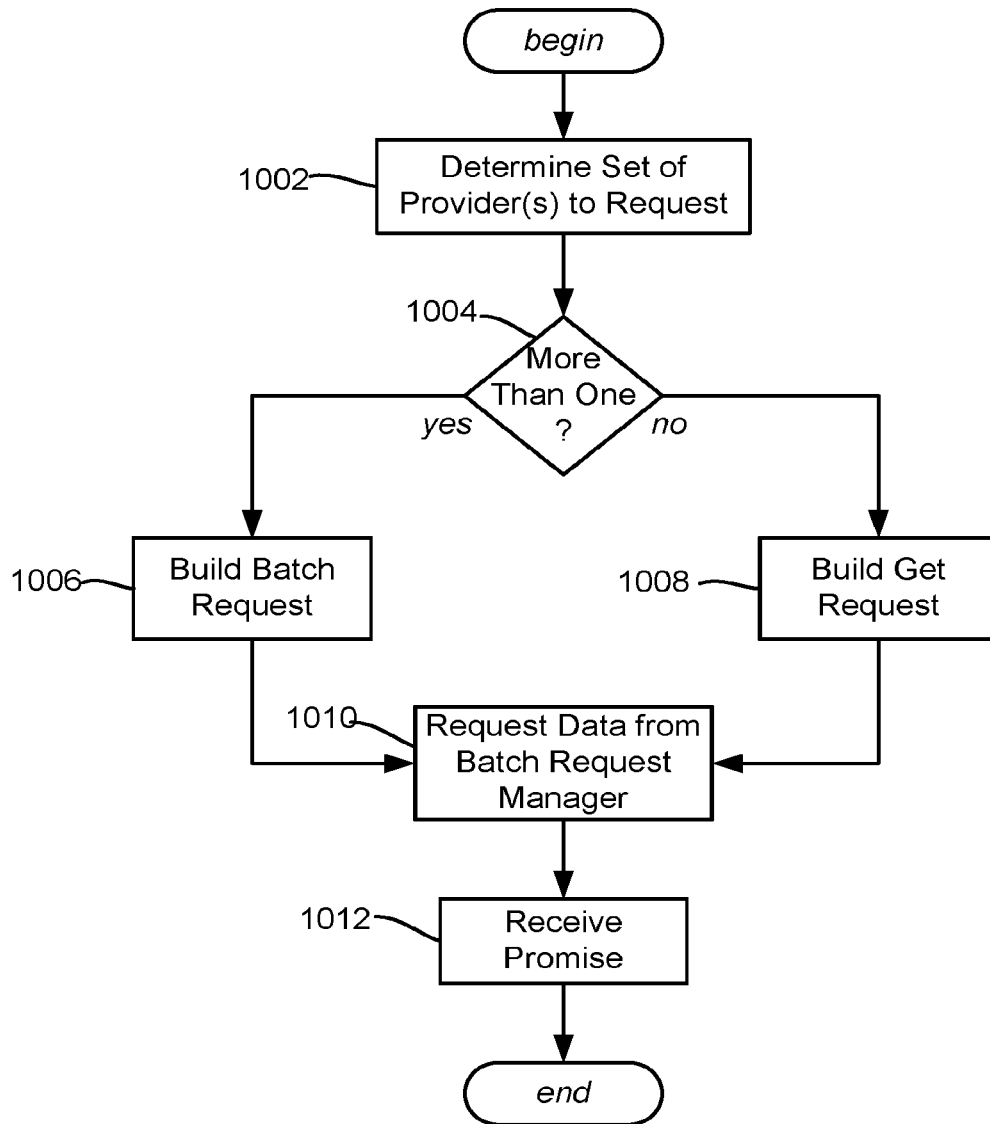 begin
1002
Determine Set of
Provider(s) to Request
1004
More
Than One
?
yes
no
1006
Build Batch
Request
1008
Build Get
Request
1010
Request Data from
Batch Request
Manager
1012
Receive
Promise
end